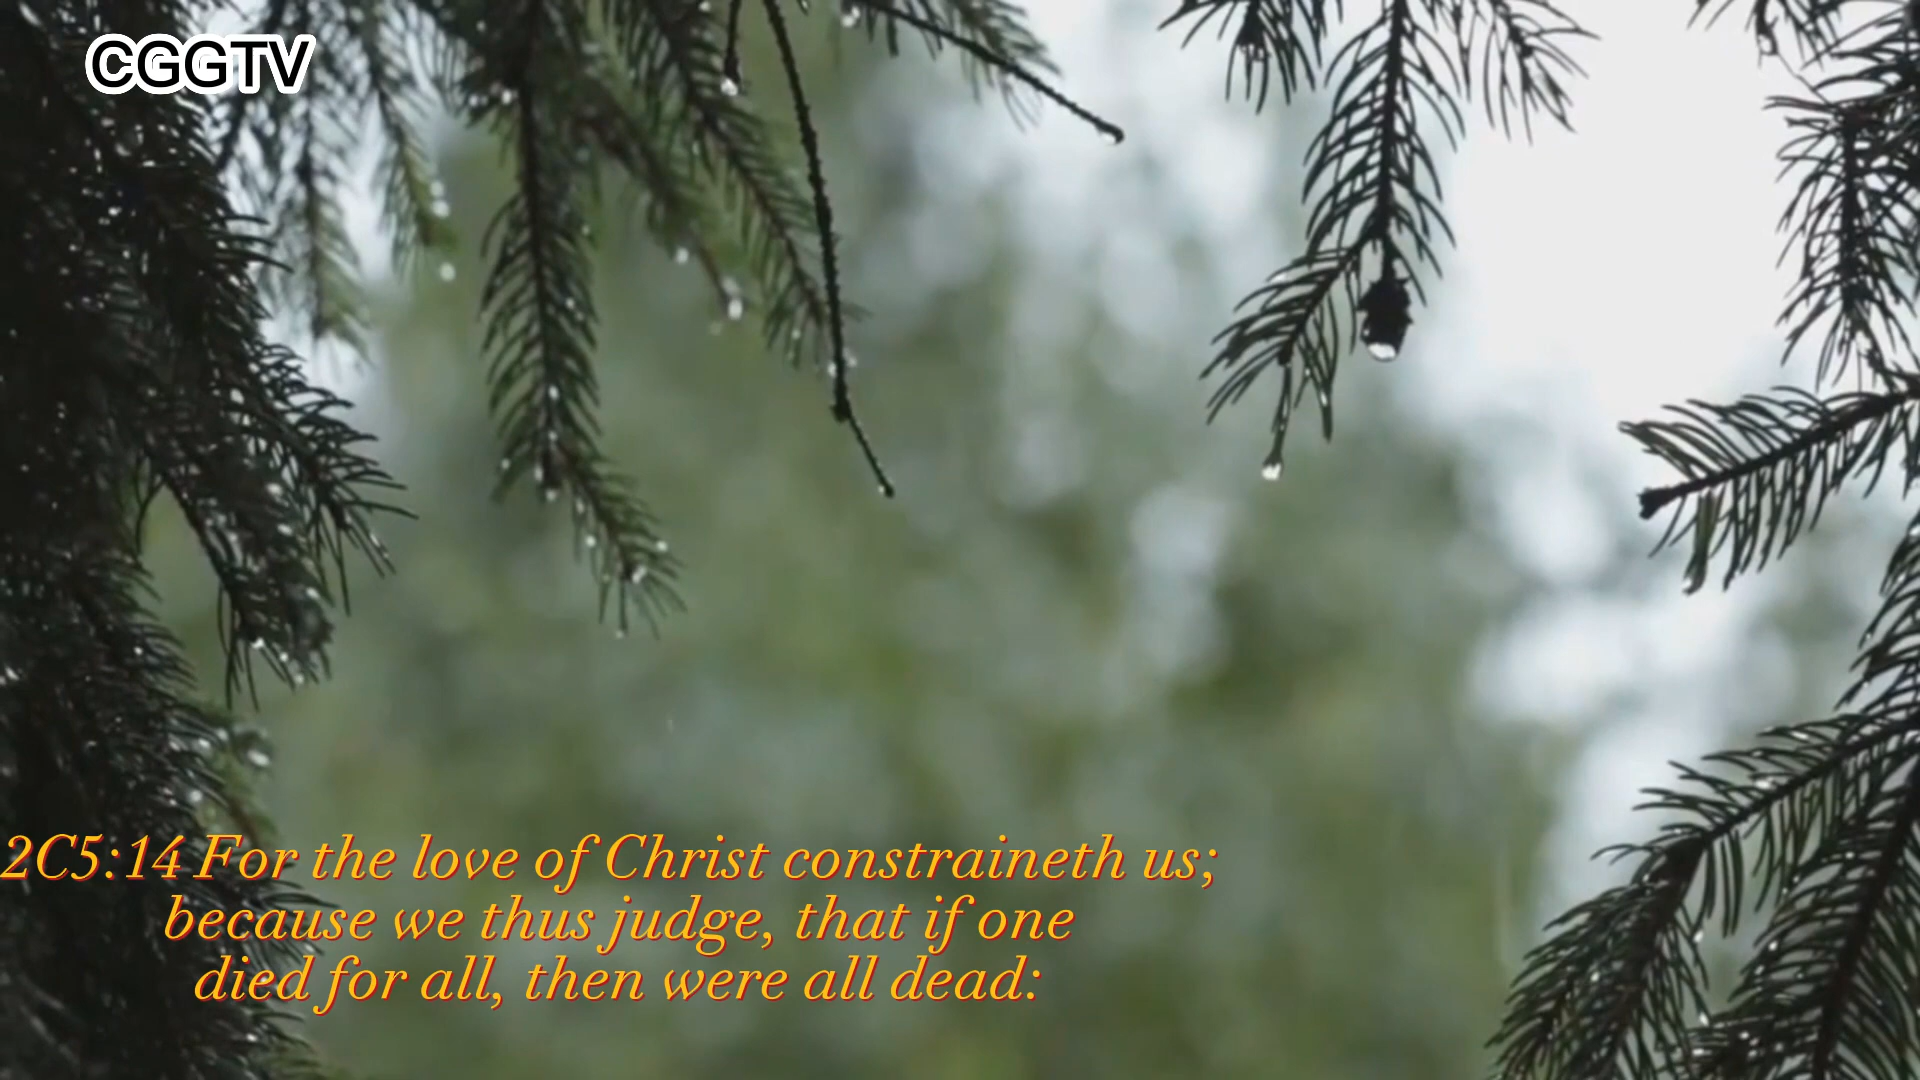 CGGTV
2C5:14 For the love of Christ constraineth us;
because we thus judge, that if one
died for all, then were all dead: